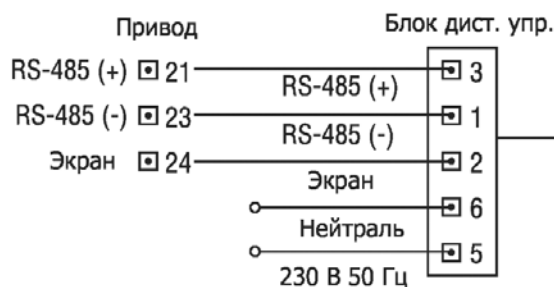 Привод Блок дист. упр.
RS-485 (+) 21 3
RS-485 (+)
RS-485 (-) 23 1
RS-485 (-)
Экран 24 2
Экран
6
Нейтраль
5
230 В 50 Гц